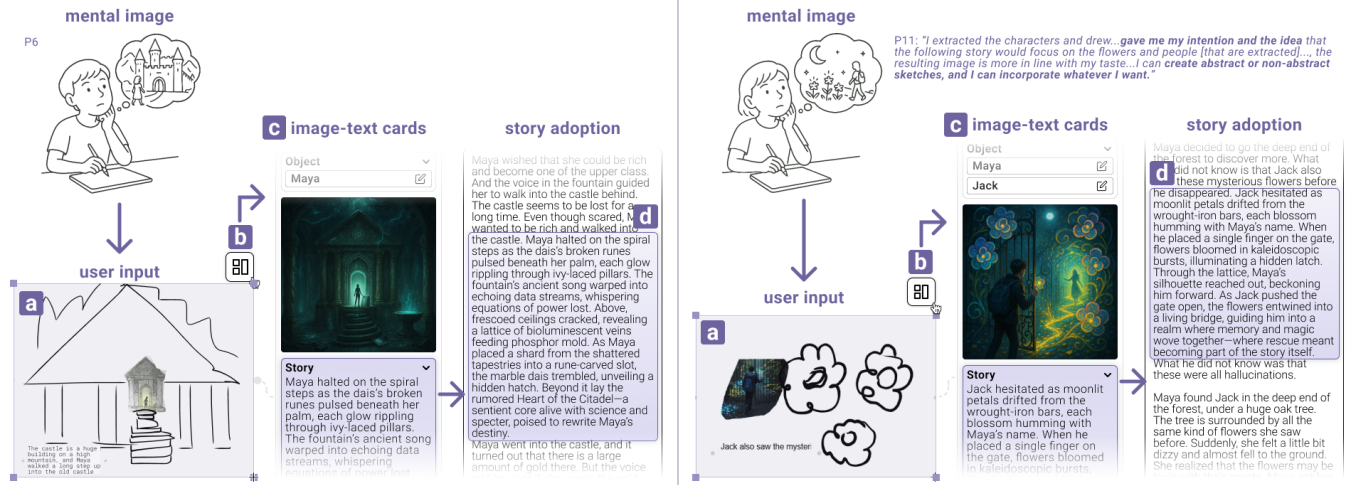 mental image
P6
c image-text cards
story adoption
Object
Maya
Maya wished that she could be rich
and become one of the upper class.
And the voice in the fountain guided
her to walk into the castle behind.
The castle seems to be lost for a
long time. Even though scared, M
wanted to be rich and walked into
d
the castle. Maya halted on the spiral
steps as the dais's broken runes
pulsed beneath her palm, each glow
rippling through ivy-laced pillars. The
fountain's ancient song warped into
echoing data streams, whispering
equations of power lost. Above,
frescoed ceilings cracked, revealing
a lattice of bioluminescent veins
feeding phosphor mold. As Maya
placed a shard from the shattered
tapestries into a rune-carved slot,
the marble dais trembled, unveiling a
hidden hatch. Beyond it lay the
rumored Heart of the Citadel—a
sentient core alive with science and
specter, poised to rewrite Maya's
destiny.
Maya went into the castle, and it
turned out that there is a large
amount of gold there. But the voice
b
user input
a
The castle is a huge
building on a high
mountain, and Maya
walked a long step up
into the old castle
Story
Maya halted on the spiral
steps as the dais's broken
runes pulsed beneath her
palm, each glow rippling
through ivy-laced pillars.
The fountain's ancient song
warped into echoing data
streams, whispering
equations of power lost
mental image
P11: "I extracted the characters and drew...gave me my intention and the idea that
the following story would focus on the flowers and people [that are extracted]..., the
resulting image is more in line with my taste...I can create abstract or non-abstract
sketches, and I can incorporate whatever I want."
c image-text cards
story adoption
Object
Maya
Jack
Maya decided to go the deep end of
the forest to discover more. What
did not know is that Jack also
d
these mysterious flowers before
he disappeared. Jack hesitated as
moonlit petals drifted from the
wrought-iron bars, each blossom
humming with Maya's name. When
he placed a single finger on the gate,
flowers bloomed in kaleidoscopic
bursts, illuminating a hidden latch.
Through the lattice, Maya's
silhouette reached out, beckoning
him forward. As Jack pushed the
gate open, the flowers entwined into
a living bridge, guiding him into a
realm where memory and magic
wove together—where rescue meant
becoming part of the story itself.
What he did not know was that
these were all hallucinations.
Maya found Jack in the deep end of
the forest, under a huge oak tree.
The tree is surrounded by all the
same kind of flowers she saw
before. Suddenly, she felt a little bit
dizzy and almost fell to the ground.
She realized that the flowers may be
b
user input
a
Jack also saw the myster
Story
Jack hesitated as moonlit
petals drifted from the
wrought-iron bars, each
blossom humming with
Maya's name. When he
placed a single finger on
the gate, flowers bloomed
in kaleidoscopic bursts,